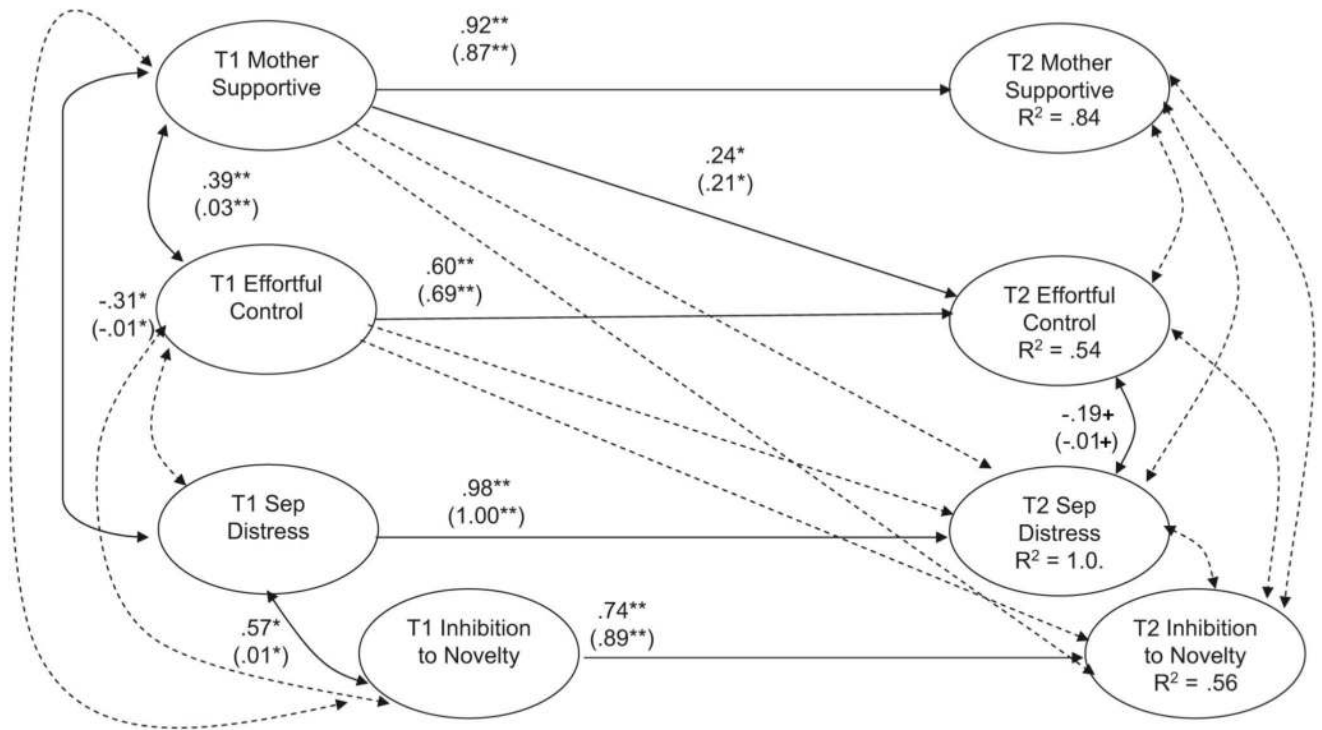 .92**
(.87**)
T1 Mother
Supportive
T2 Mother
Supportive
R² = .84
.24*
(.21*)
.39**
(.03**)
T1 Effortful
Control
.60**
(.69**)
T2 Effortful
Control
R² = .54
-.31*
(-.01*)
-.19+
(-.01+)
T1 Sep
Distress
.98**
(1.00**)
T2 Sep
Distress
R² = 1.0.
.57*
(.01*)
T1 Inhibition
to Novelty
.74**
(.89**)
T2 Inhibition
to Novelty
R² = .56